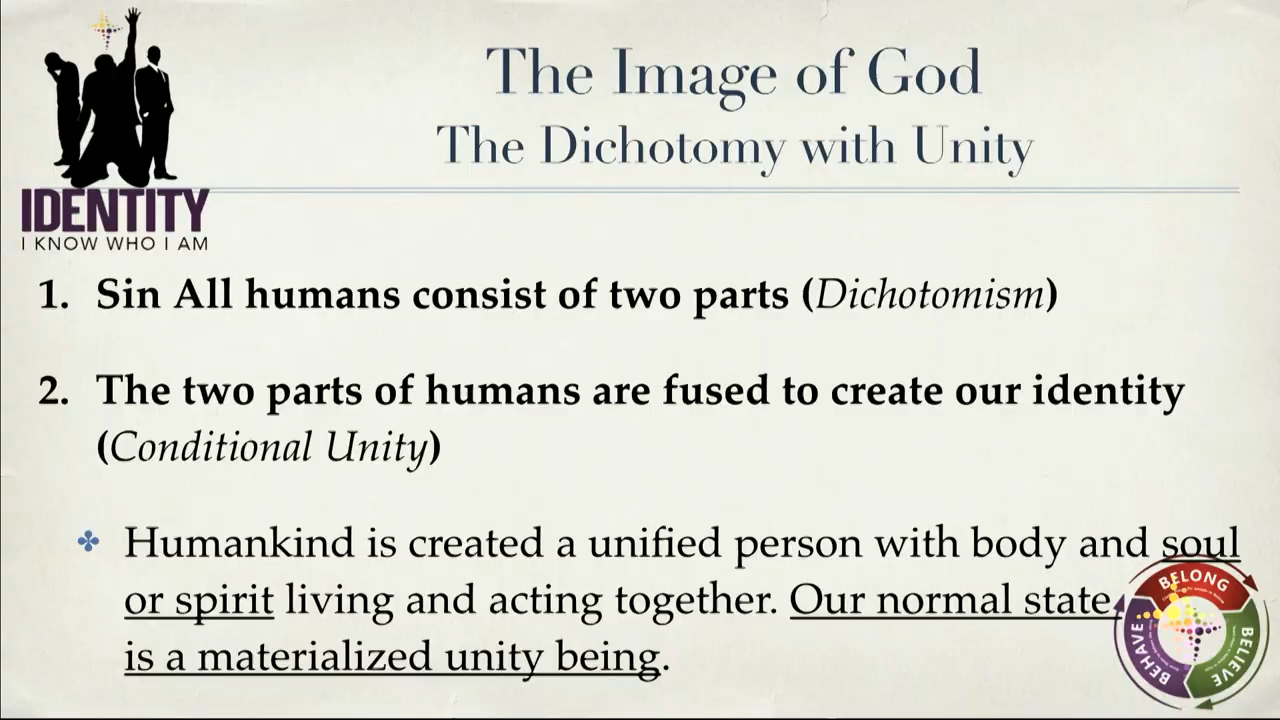 The Image of God
The Dichotomy with Unity
IDENTITY
I KNOW WHO I AM
1. Sin All humans consist of two parts (Dichotomism)
2. The two parts of humans are fused to create our identity
(Conditional Unity)
Humankind is created a unified person with body and soul
or spirit living and acting together. Our normal state
is a materialized unity being.
BELONG
BEHAVE
BELIEVE